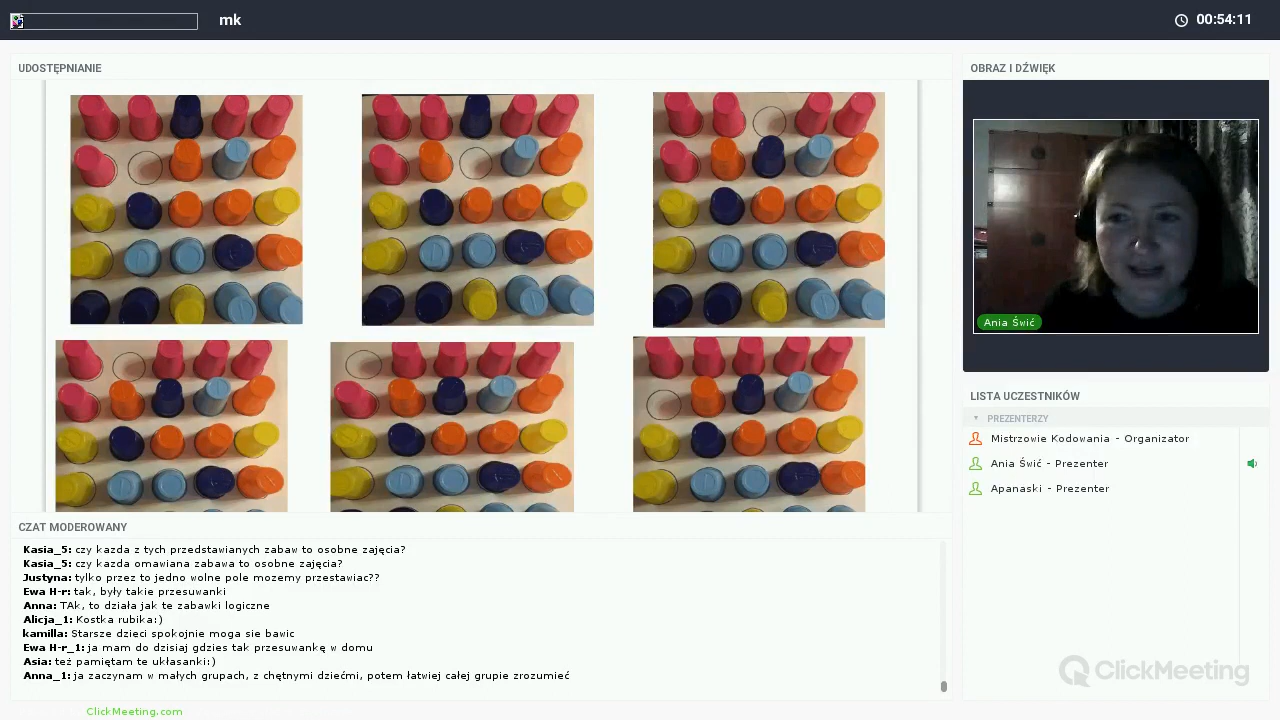 mk
00:54:11
UDOSTĘPNIANIE
OBRAZ I DŹWIĘK
Ania Świć
LISTA UCZESTNIKÓW
PREZENTERZY
Mistrzowie Kodowania - Organizator
Ania Świć - Prezenter
Apanaski - Prezenter
CZAT MODEROWANY
Kasia_5: czy kazda z tych przedstawianych zabaw to osobne zajęcia?
Kasia_5: czy kazda omawiana zabawa to osobne zajęcia?
Justyna: tylko przez to jedno wolne pole mozemy przestawiac??
Ewa H-r: tak, były takie przesuwanki
Anna: TAk, to działa jak te zabawki logiczne
Alicja_1: Kostka rubika:)
kamilla: Starsze dzieci spokojnie moga sie bawic
Ewa H-r_1: ja mam do dzisiaj gdzies tak przesuwankę w domu
Asia: też pamiętam te ukłasanki:)
Anna_1: ja zaczynam w małych grupach, z chętnymi dziećmi, potem łatwiej całej grupie zrozumieć
ClickMeeting
ClickMeeting.com